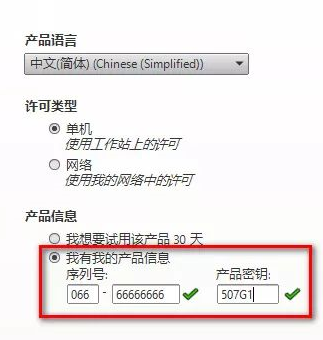 产品语言
中文(简体) (Chinese (Simplified))
许可类型
单机
使用工作站上的许可
网络
使用我的网络中的许可
产品信息
我想要试用该产品 30 天
我有我的产品信息
序列号: 产品密钥:
066 - 66666666 507G1